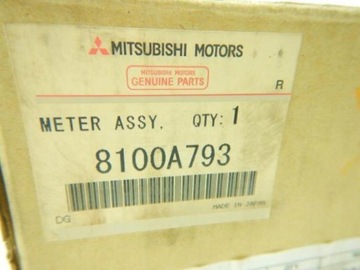 MITSUBISHI MOTORS
MITSUBISHI MOTORS
GENUINE PARTS
R
METER ASSY, QTY: 1
8100A793
DG
MADE IN JAPAN